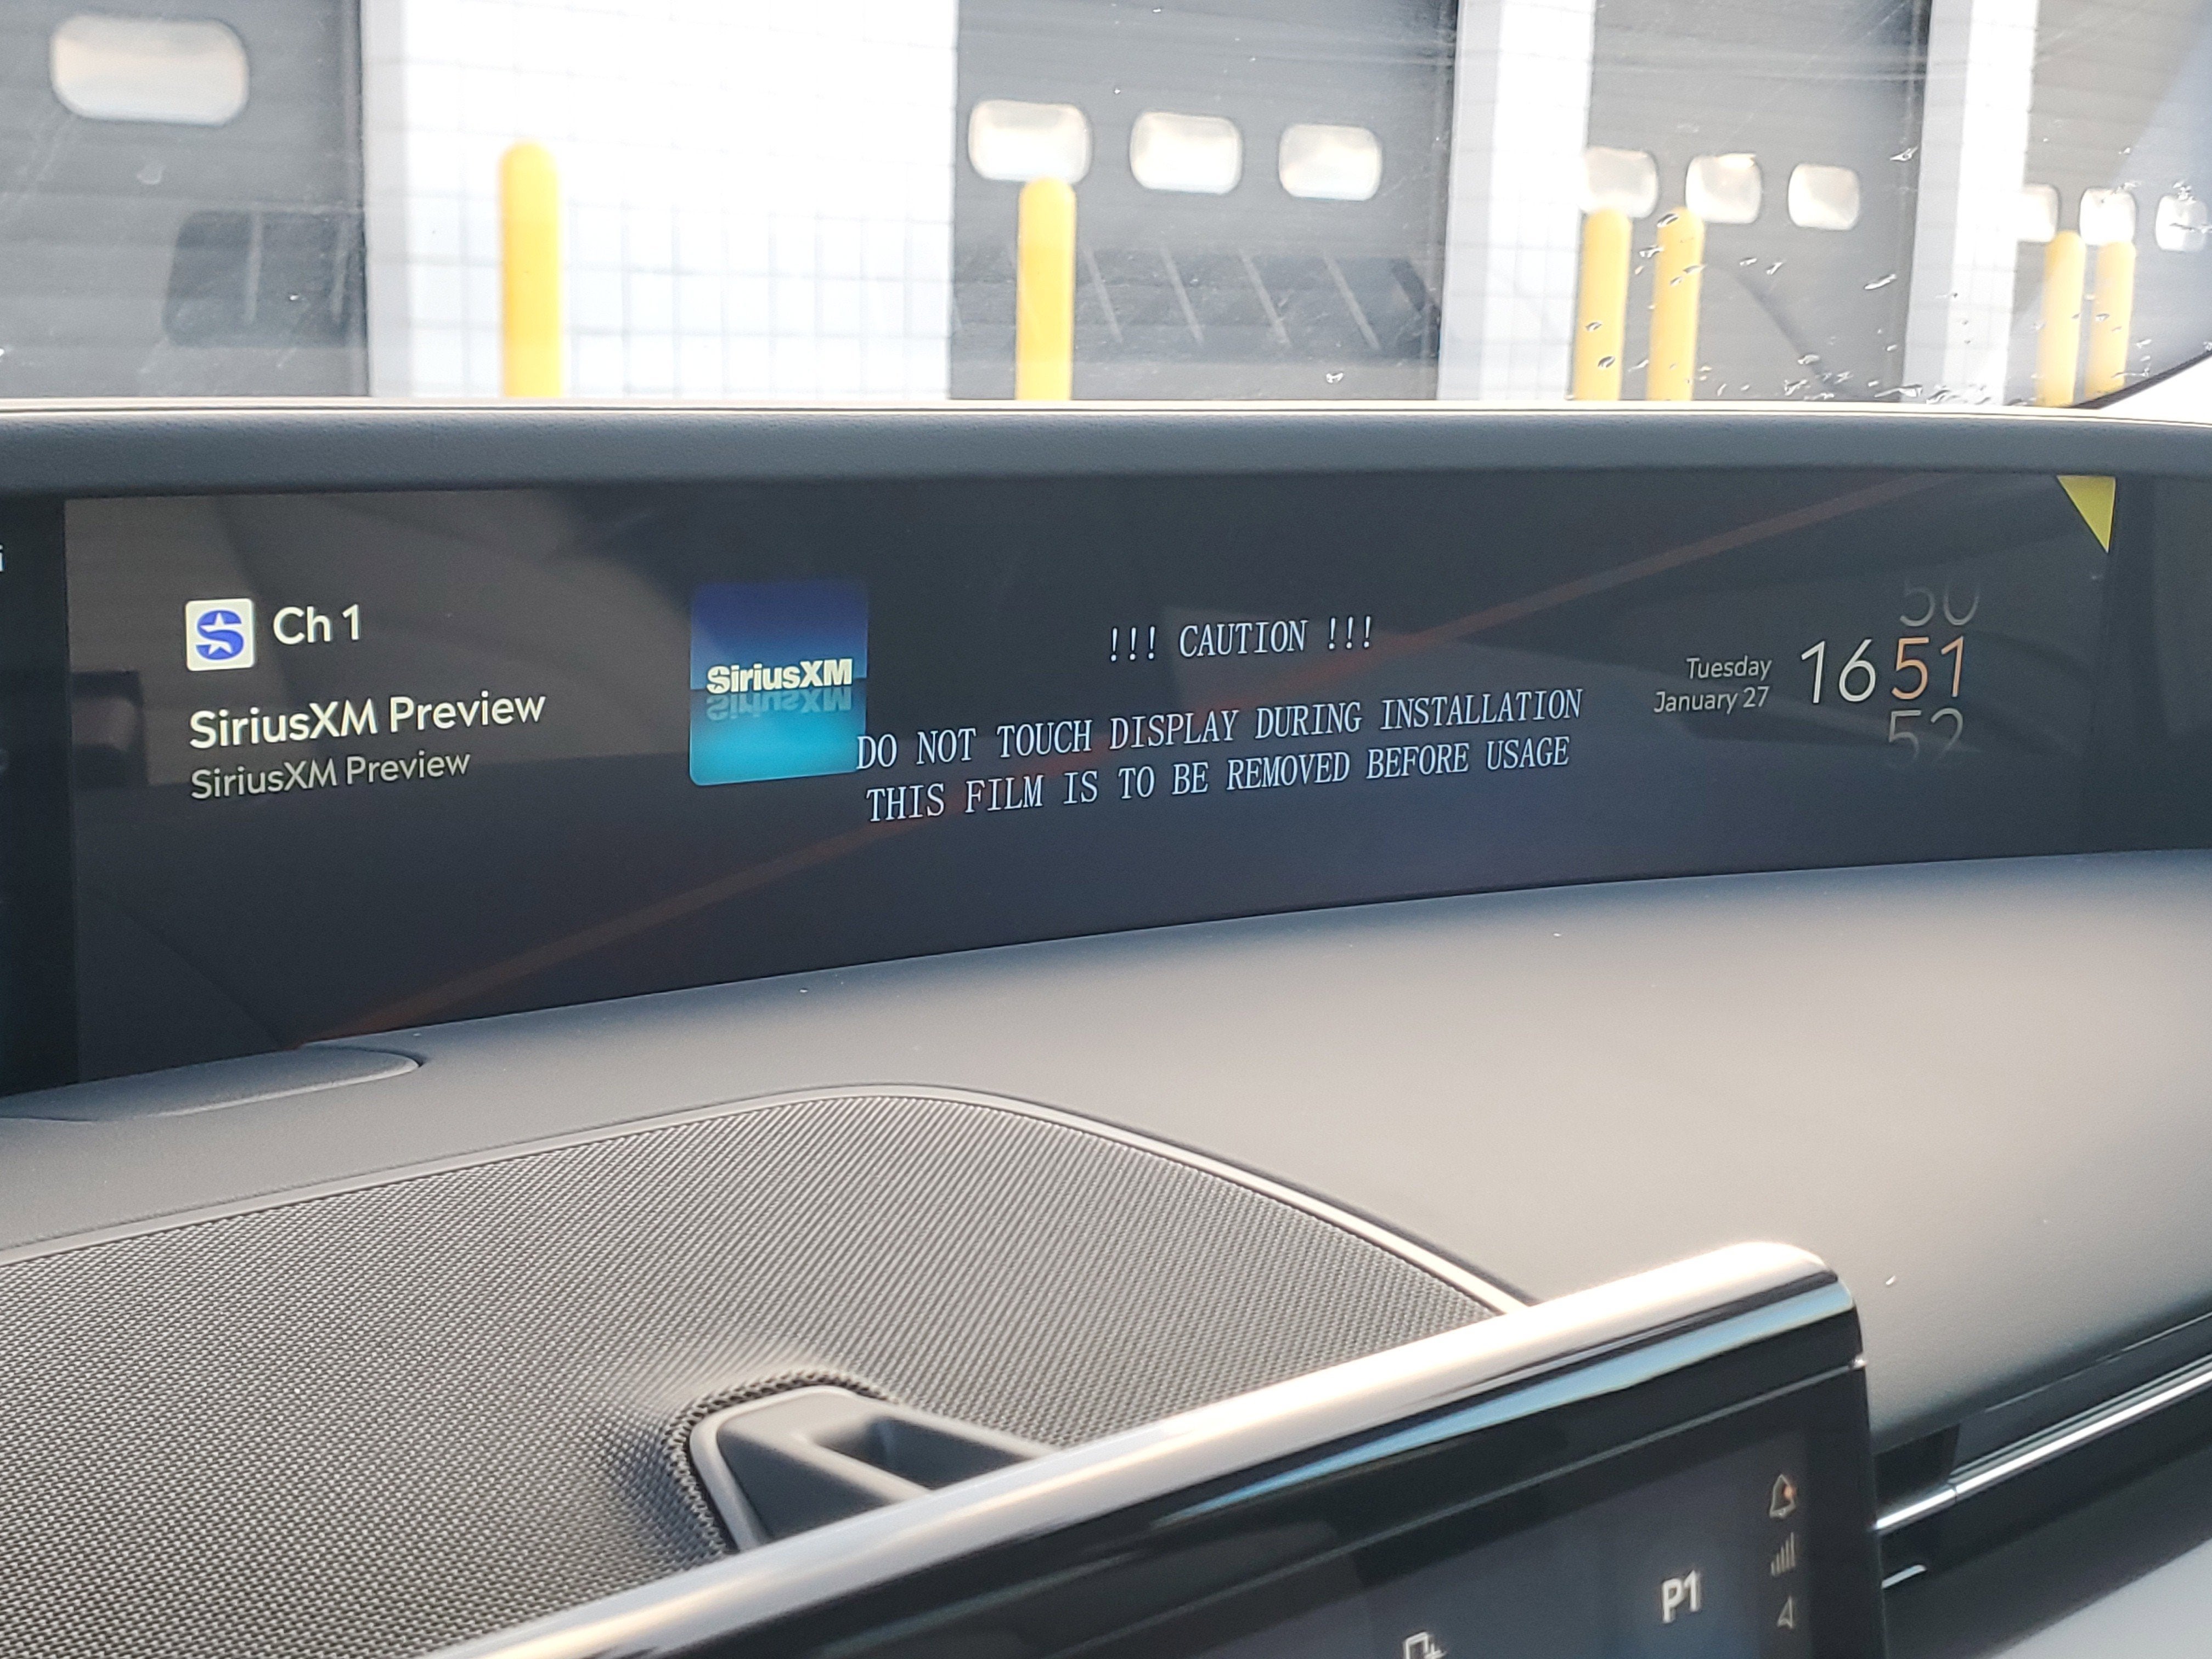 Ch 1
SiriusXM Preview
SiriusXM Preview
SiriusXM
!!! CAUTION !!!
DO NOT TOUCH DISPLAY DURING INSTALLATION
THIS FILM IS TO BE REMOVED BEFORE USAGE
Tuesday
January 27
50
16 51
52
P1